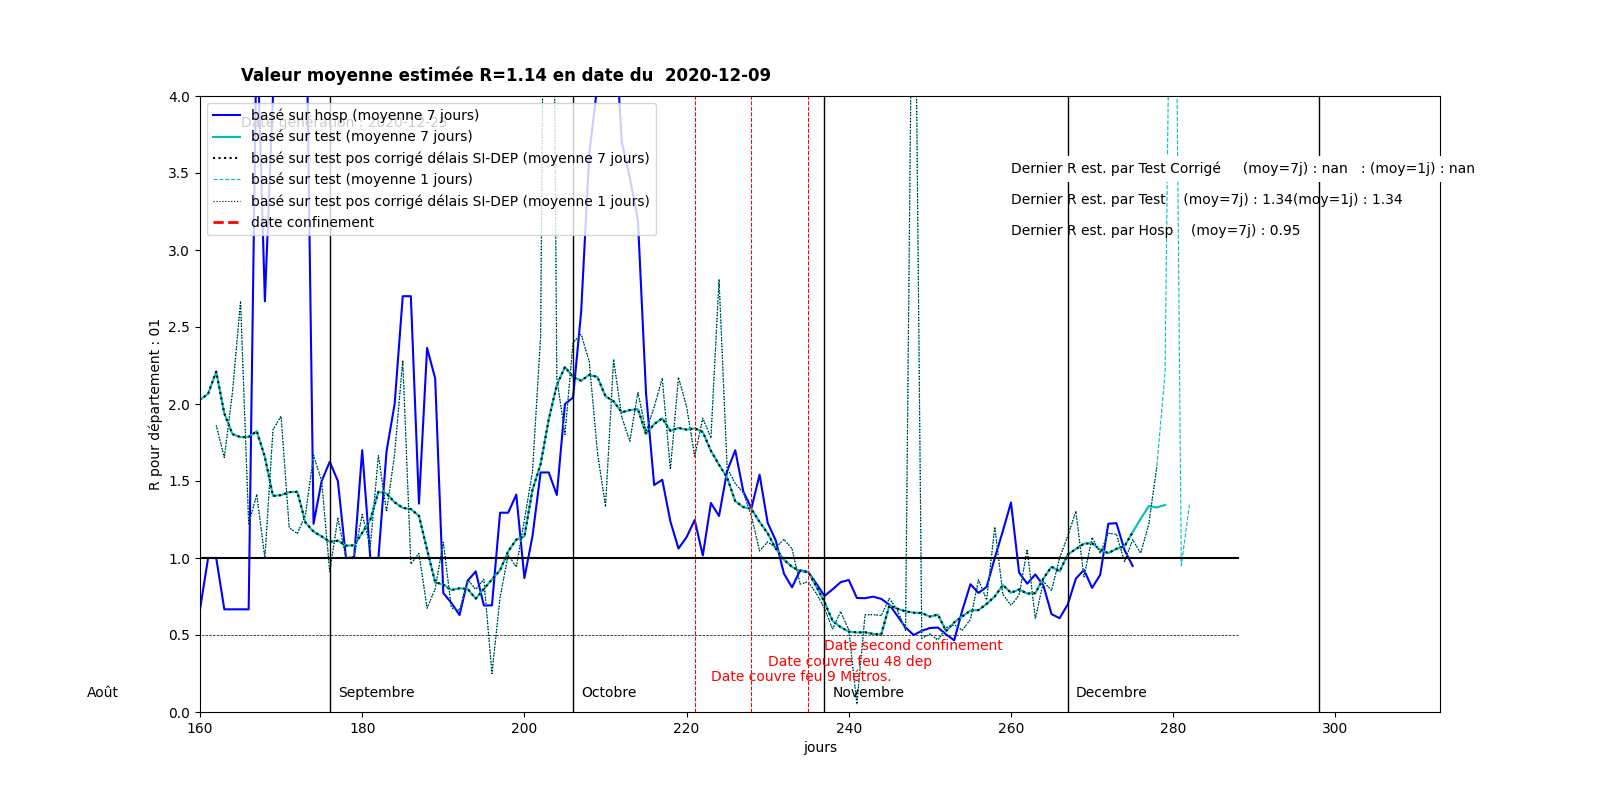 Valeur moyenne estimée R=1.14 en date du  2020-12-09
Date génération : 2020-12-25
basé sur hosp (moyenne 7 jours)
basé sur test (moyenne 7 jours)
basé sur test pos corrigé délais SI-DEP (moyenne 7 jours)
basé sur test (moyenne 1 jours)
basé sur test pos corrigé délais SI-DEP (moyenne 1 jours)
date confinement
Dernier R est. par Test Corrigé     (moy=7j) : nan   : (moy=1j) : nan
Dernier R est. par Test    (moy=7j) : 1.34(moy=1j) : 1.34
Dernier R est. par Hosp    (moy=7j) : 0.95
4.0
3.5
3.0
2.5
2.0
1.5
1.0
0.5
0.0
R pour département : 01
Date second confinement
Date couvre feu 48 dep
Date couvre feu 9 Métros.
Août
Septembre
Octobre
Novembre
Decembre
160
180
200
220
240
260
280
300
jours